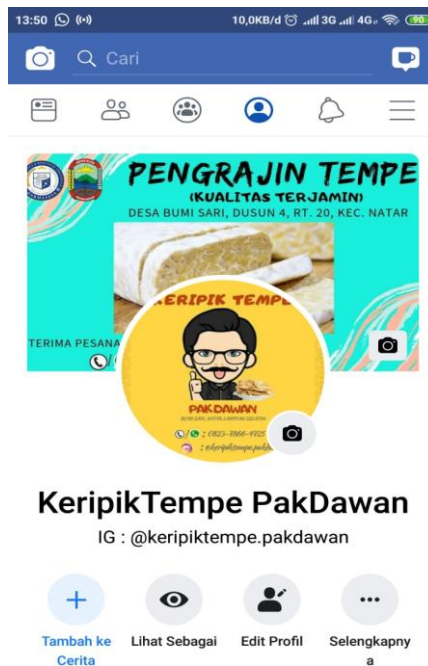 13:50 10,0KB/d 3G 4G 90
Cari
PENGRAJIN TEMPE
(KUALITAS TERJAMIN)
DESA BUMI SARI, DUSUN 4, RT. 20, KEC. NATAR
KERIPIK TEMPE
TERIMA PESANA
PAKDAWAN
KeripikTempe PakDawan
IG : @keripiktempe.pakdawan
Tambah ke
Cerita
Lihat Sebagai
Edit Profil
Selengkapny
a